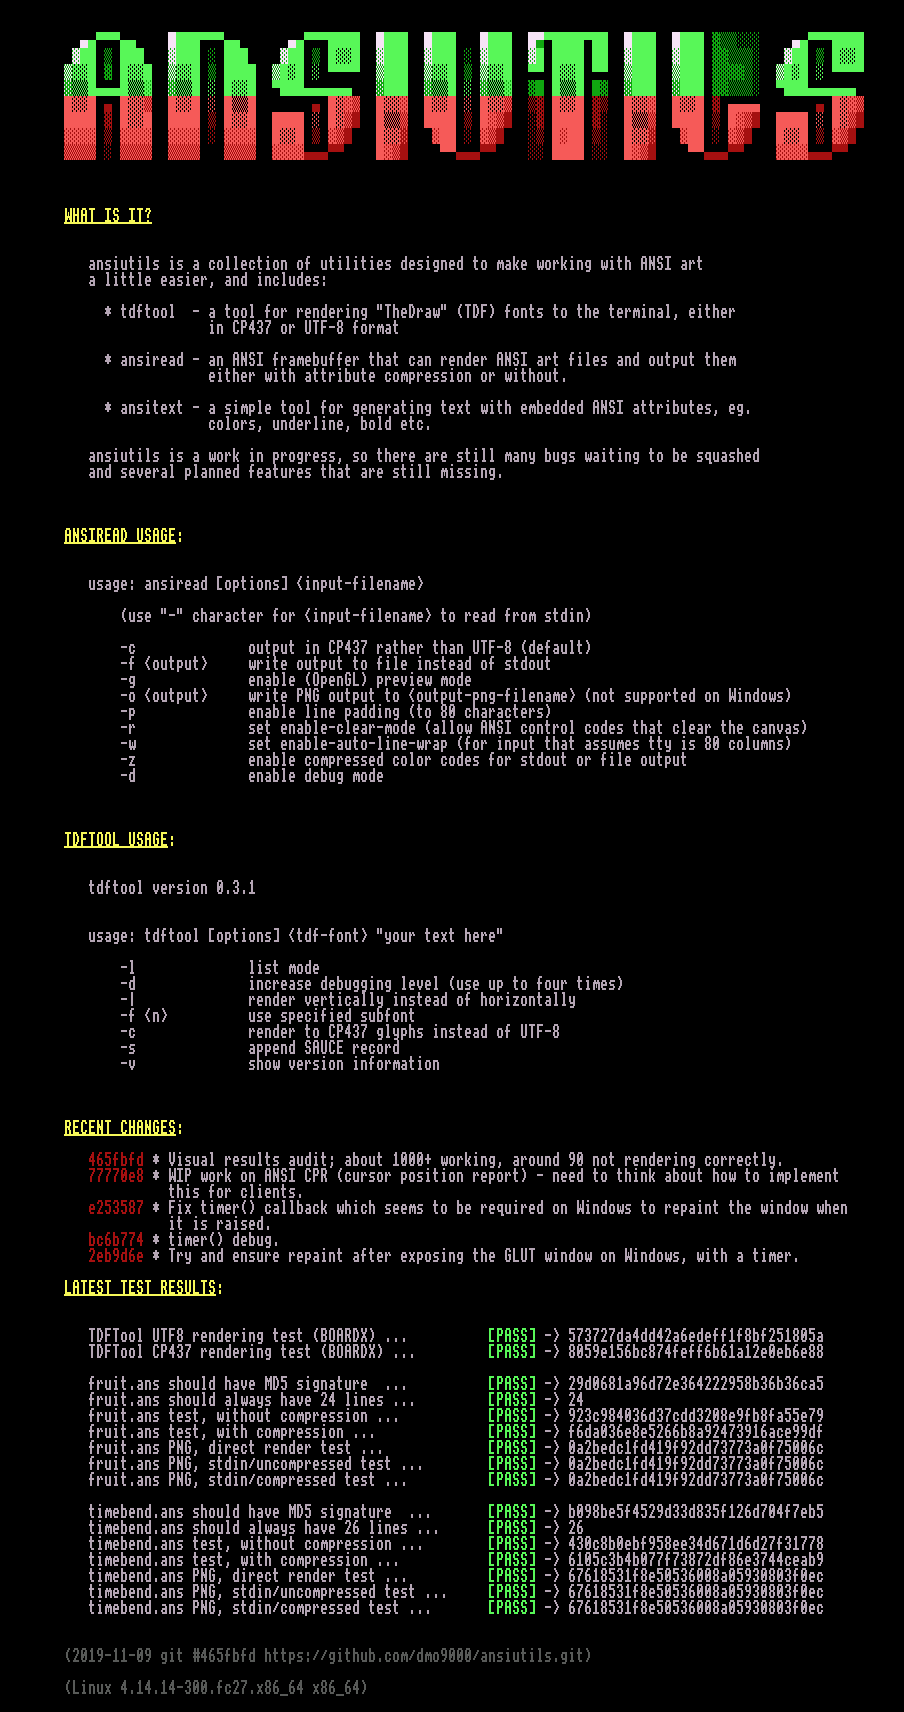 ANSIUTILS
WHAT IS IT?
ansiutils is a collection of utilities designed to make working with ANSI art
a little easier, and includes:
* tdftool - a tool for rendering "TheDraw" (TDF) fonts to the terminal, either
in CP437 or UTF-8 format
* ansiread - an ANSI framebuffer that can render ANSI art files and output them
either with attribute compression or without.
* ansitext - a simple tool for generating text with embedded ANSI attributes, eg.
colors, underline, bold etc.
ansiutils is a work in progress, so there are still many bugs waiting to be squashed
and several planned features that are still missing.
ANSIREAD USAGE:
usage: ansiread [options] <input-filename>
(use "-" character for <input-filename> to read from stdin)
-c output in CP437 rather than UTF-8 (default)
-f <output> write output to file instead of stdout
-g enable (OpenGL) preview mode
-o <output> write PNG output to <output-png-filename> (not supported on Windows)
-p enable line padding (to 80 characters)
-r set enable-clear-mode (allow ANSI control codes that clear the canvas)
-w set enable-auto-line-wrap (for input that assumes tty is 80 columns)
-z enable compressed color codes for stdout or file output
-d enable debug mode
TDFTOOL USAGE:
tdftool version 0.3.1
usage: tdftool [options] <tdf-font> "your text here"
-l list mode
-d increase debugging level (use up to four times)
-| render vertically instead of horizontally
-f <n> use specified subfont
-c render to CP437 glyphs instead of UTF-8
-s append SAUCE record
-v show version information
RECENT CHANGES:
465fbfd * Visual results audit; about 1000+ working, around 90 not rendering correctly.
77770e8 * WIP work on ANSI CPR (cursor position report) - need to think about how to implement
this for clients.
e253587 * Fix timer() callback which seems to be required on Windows to repaint the window when
it is raised.
bc6b774 * timer() debug.
2eb9d6e * Try and ensure repaint after exposing the GLUT window on Windows, with a timer.
LATEST TEST RESULTS:
TDFTool UTF8 rendering test (BOARDX) ... [PASS] -> 573727da4dd42a6edeff1f8bf251805a
TDFTool CP437 rendering test (BOARDX) ... [PASS] -> 8059e156bc874feff6b61a12e0eb6e88
fruit.ans should have MD5 signature ... [PASS] -> 29d0681a96d72e364222958b36b36ca5
fruit.ans should always have 24 lines ... [PASS] -> 24
fruit.ans test, without compression ... [PASS] -> 923c984036d37cdd3208e9fb8fa55e79
fruit.ans test, with compression ... [PASS] -> f6da036e8e5266b8a92473916ace99df
fruit.ans PNG, direct render test ... [PASS] -> 0a2bedc1fd419f92dd73773a0f75006c
fruit.ans PNG, stdin/uncompressed test ... [PASS] -> 0a2bedc1fd419f92dd73773a0f75006c
fruit.ans PNG, stdin/compressed test ... [PASS] -> 0a2bedc1fd419f92dd73773a0f75006c
timebend.ans should have MD5 signature ... [PASS] -> b098be5f4529d33d835f126d704f7eb5
timebend.ans should always have 26 lines ... [PASS] -> 26
timebend.ans test, without compression ... [PASS] -> 430c8b0ebf958ee34d671d6d27f31778
timebend.ans test, with compression ... [PASS] -> 6105c3b4b077f73872df86e3744ceab9
timebend.ans PNG, direct render test ... [PASS] -> 67618531f8e50536008a05930803f0ec
timebend.ans PNG, stdin/uncompressed test ... [PASS] -> 67618531f8e50536008a05930803f0ec
timebend.ans PNG, stdin/compressed test ... [PASS] -> 67618531f8e50536008a05930803f0ec
(2019-11-09 git #465fbfd https://github.com/dmo9000/ansiutils.git)
(Linux 4.14.14-300.fc27.x86_64 x86_64)